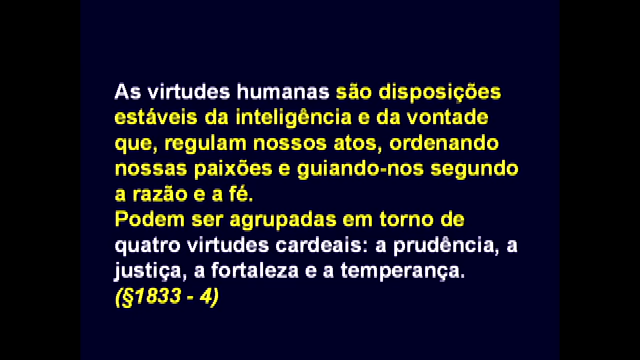 As virtudes humanas são disposições
estáveis da inteligência e da vontade
que, regulam nossos atos, ordenando
nossas paixões e guiando-nos segundo
a razão e a fé.
Podem ser agrupadas em torno de
quatro virtudes cardeais: a prudência, a
justiça, a fortaleza e a temperança.
(§1833 - 4)